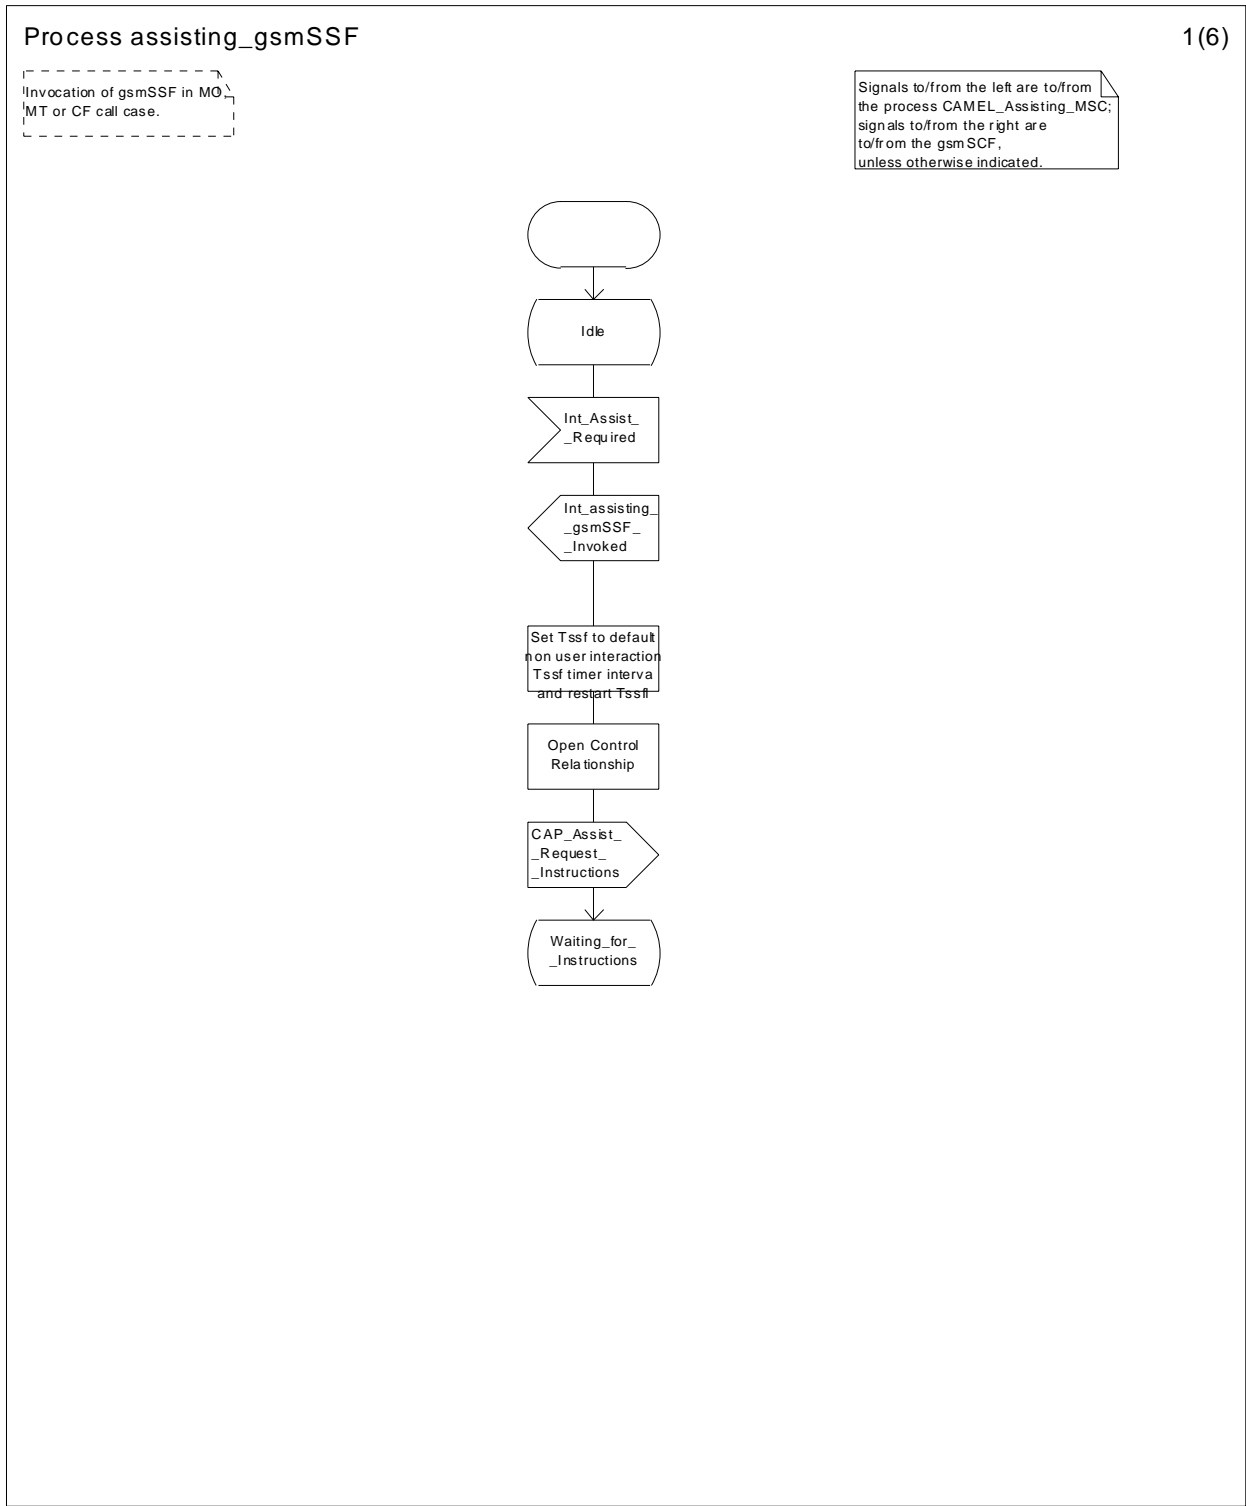 Process assisting_gsmSSF
1(6)
Invocation of gsmSSF in MO,
MT or CF call case.
Signals to/from the left are to/from
the process CAMEL_Assisting_MSC;
signals to/from the right are
to/from the gsmSCF,
unless otherwise indicated.
Idle
Int_Assist_
_Required
Int_assisting_
_gsmSSF_
_Invoked
Set Tssf to default
non user interaction
Tssf timer interva
and restart Tssfl
Open Control
Relationship
CAP_Assist_
_Request_
_Instructions
Waiting_for_
_Instructions